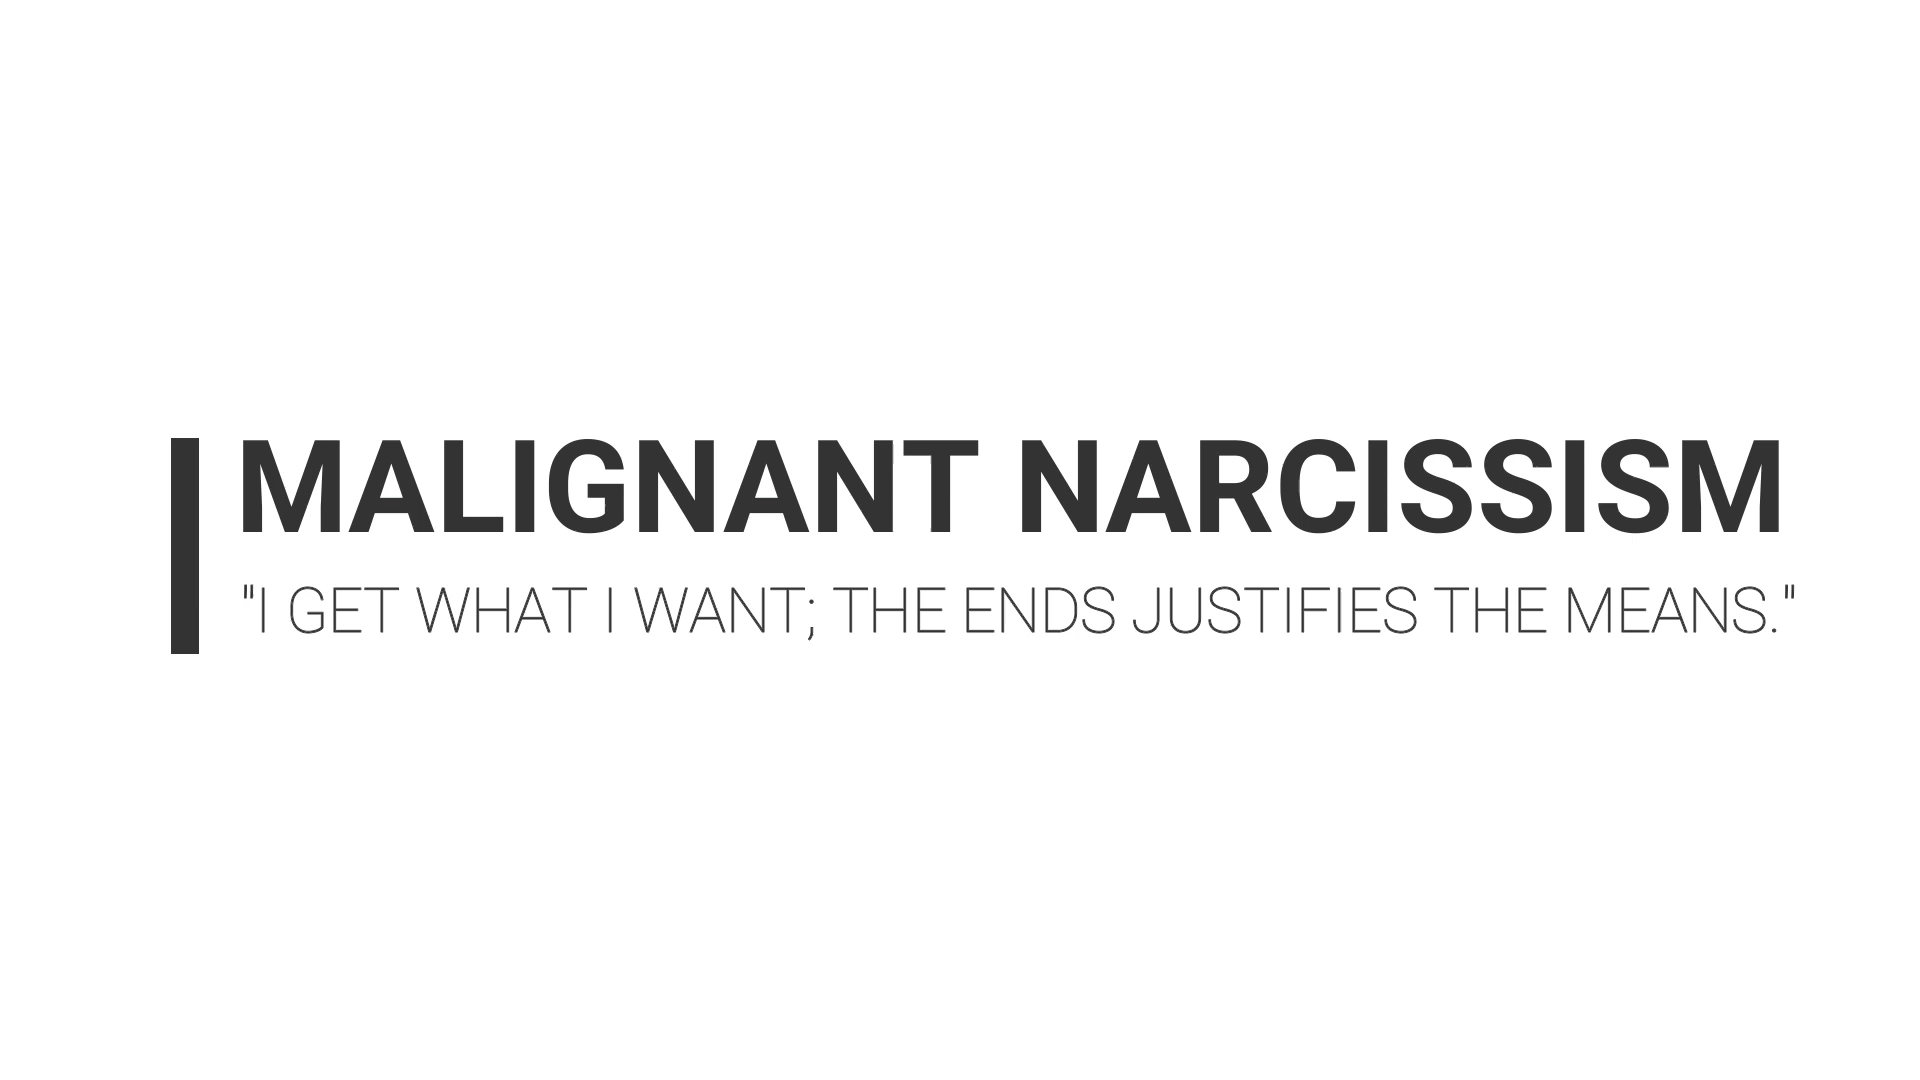 MALIGNANT NARCISSISM
"I GET WHAT I WANT; THE ENDS JUSTIFIES THE MEANS."